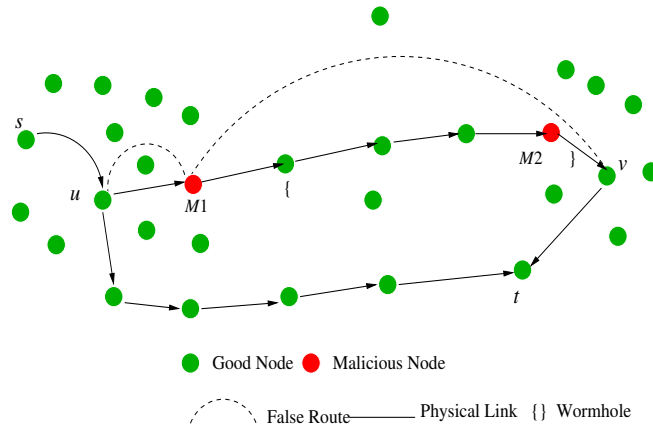 s
u
M1
{
M2
}
v
t
Good Node
Malicious Node
False Route
Physical Link
{} Wormhole